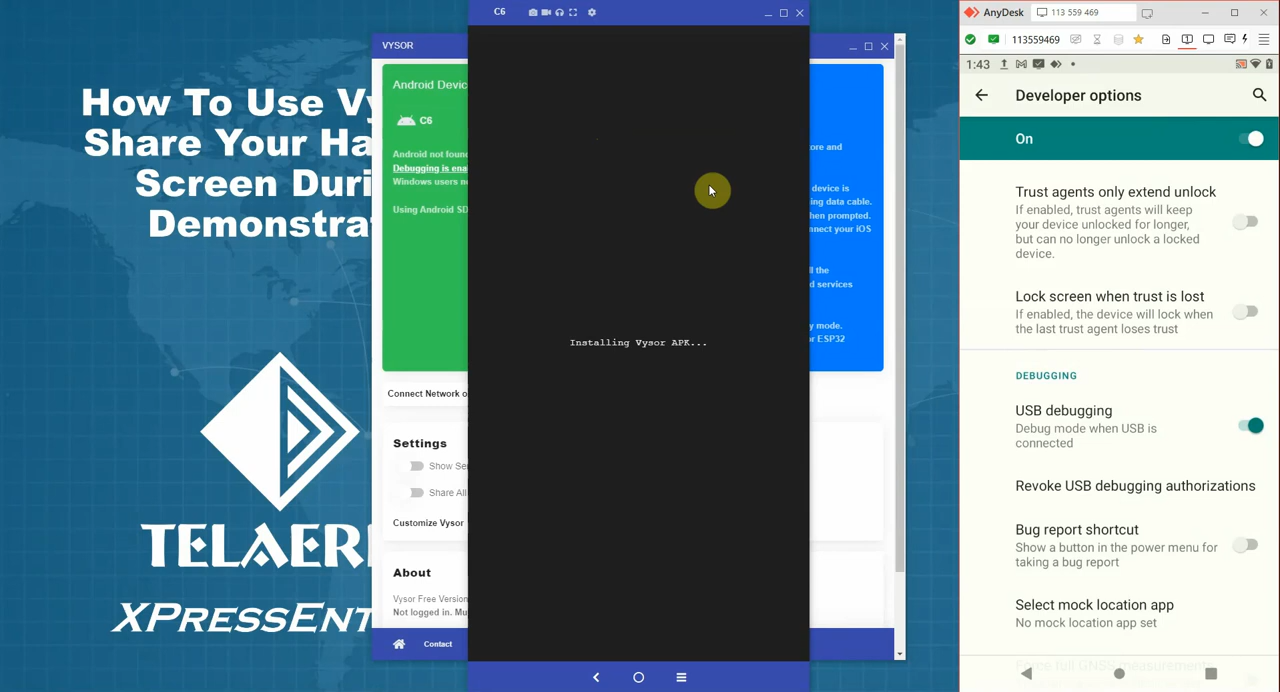 How To Use Vy
Share Your Ha
Screen Duri
Demonstrat
TELAERI
XPRESSENT
VYSOR
Android Devic
C6
Android not foun
Debugging is ena
Windows users n
Using Android SD
Connect Network o
Settings
Show Se
Share All
Customize Vysor
About
Vysor Free Version
Not logged in. Mu
Contact
C6
Installing Vysor APK...
ore and
device is
ing data cable.
hen prompted.
nnect your iOS
ll the
d services
y mode.
or ESP32
AnyDesk
113 559 469
113559469
1:43
Developer options
On
Trust agents only extend unlock
If enabled, trust agents will keep
your device unlocked for longer,
but can no longer unlock a locked
device.
Lock screen when trust is lost
If enabled, the device will lock when
the last trust agent loses trust
DEBUGGING
USB debugging
Debug mode when USB is
connected
Revoke USB debugging authorizations
Bug report shortcut
Show a button in the power menu for
taking a bug report
Select mock location app
No mock location app set
Force full GNSS measurements